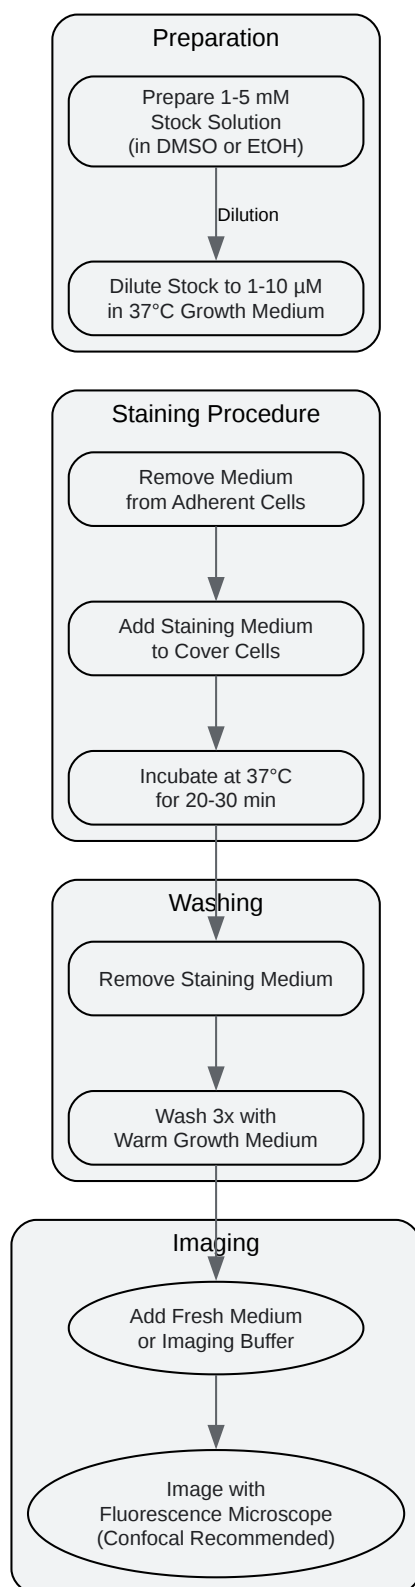 Preparation
Prepare 1-5 mM
Stock Solution
(in DMSO or EtOH)
Dilution
Dilute Stock to 1-10 µM
in 37°C Growth Medium
Staining Procedure
Remove Medium
from Adherent Cells
Add Staining Medium
to Cover Cells
Incubate at 37°C
for 20-30 min
Washing
Remove Staining Medium
Wash 3x with
Warm Growth Medium
Imaging
Add Fresh Medium
or Imaging Buffer
Image with
Fluorescence Microscope
(Confocal Recommended)